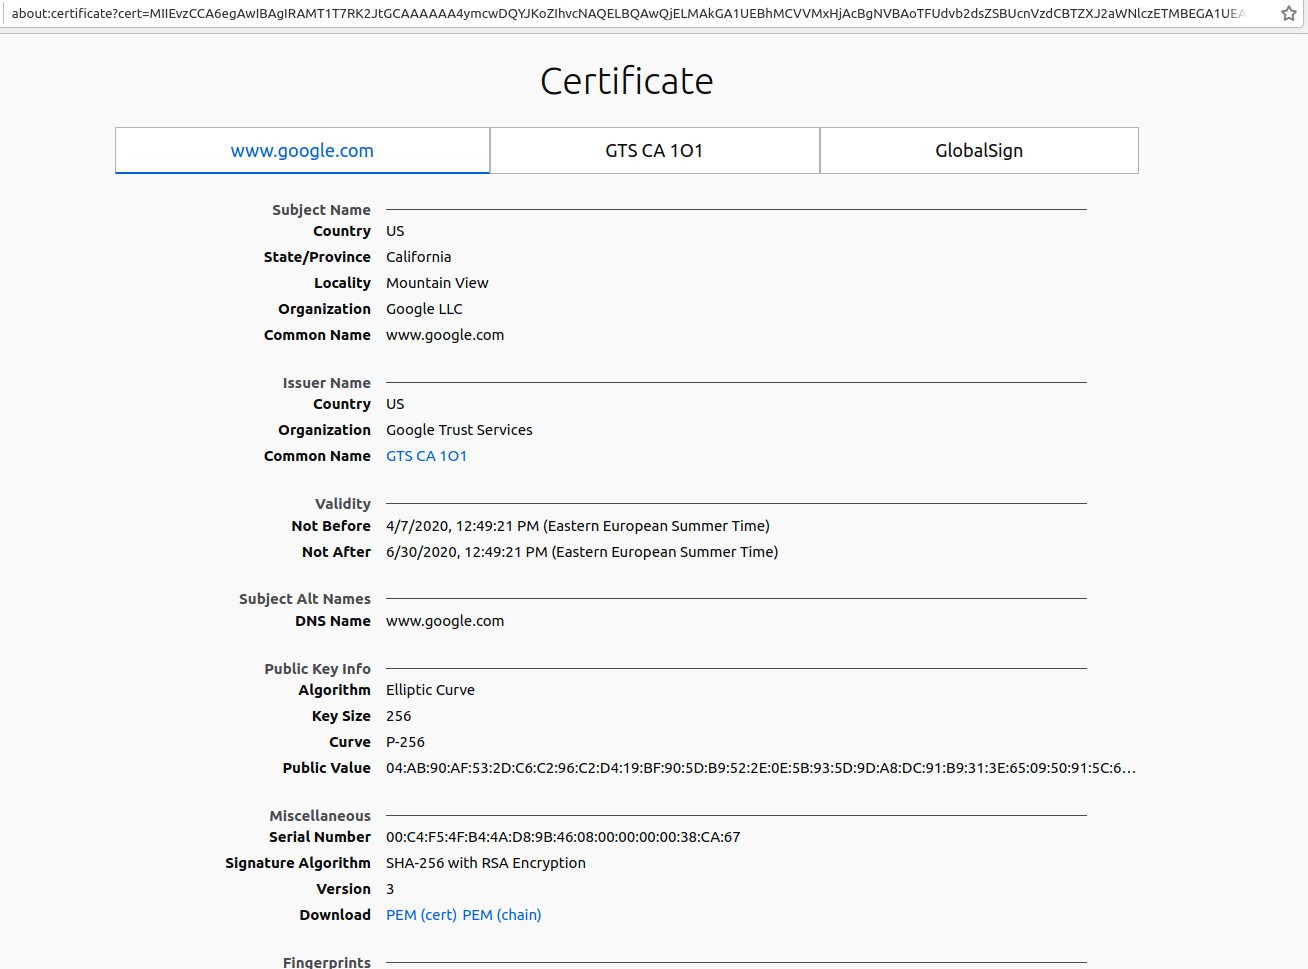 about:certificate?cert=MIIEvzCCA6egAwIBAgIRAMT1T7RK2JtGCAAAAAA4ymcwDQYJKoZIhvcNAQELBQAwQjELMAkGA1UEBhMCVVMxHjAcBgNVBAoTFUdvb2dsZSBUcnVzdCBTZXJ2aWNlczETMBEGA1UEA
Certificate
www.google.com GTS CA 1O1 GlobalSign
Subject Name
Country US
State/Province California
Locality Mountain View
Organization Google LLC
Common Name www.google.com
Issuer Name
Country US
Organization Google Trust Services
Common Name GTS CA 1O1
Validity
Not Before 4/7/2020, 12:49:21 PM (Eastern European Summer Time)
Not After 6/30/2020, 12:49:21 PM (Eastern European Summer Time)
Subject Alt Names
DNS Name www.google.com
Public Key Info
Algorithm Elliptic Curve
Key Size 256
Curve P-256
Public Value 04:AB:90:AF:53:2D:C6:C2:96:C2:D4:19:BF:90:5D:B9:52:2E:0E:5B:93:5D:9D:A8:DC:91:B9:31:3E:65:09:50:91:5C:6…
Miscellaneous
Serial Number 00:C4:F5:4F:B4:4A:D8:9B:46:08:00:00:00:00:38:CA:67
Signature Algorithm SHA-256 with RSA Encryption
Version 3
Download PEM (cert) PEM (chain)
Fingerprints